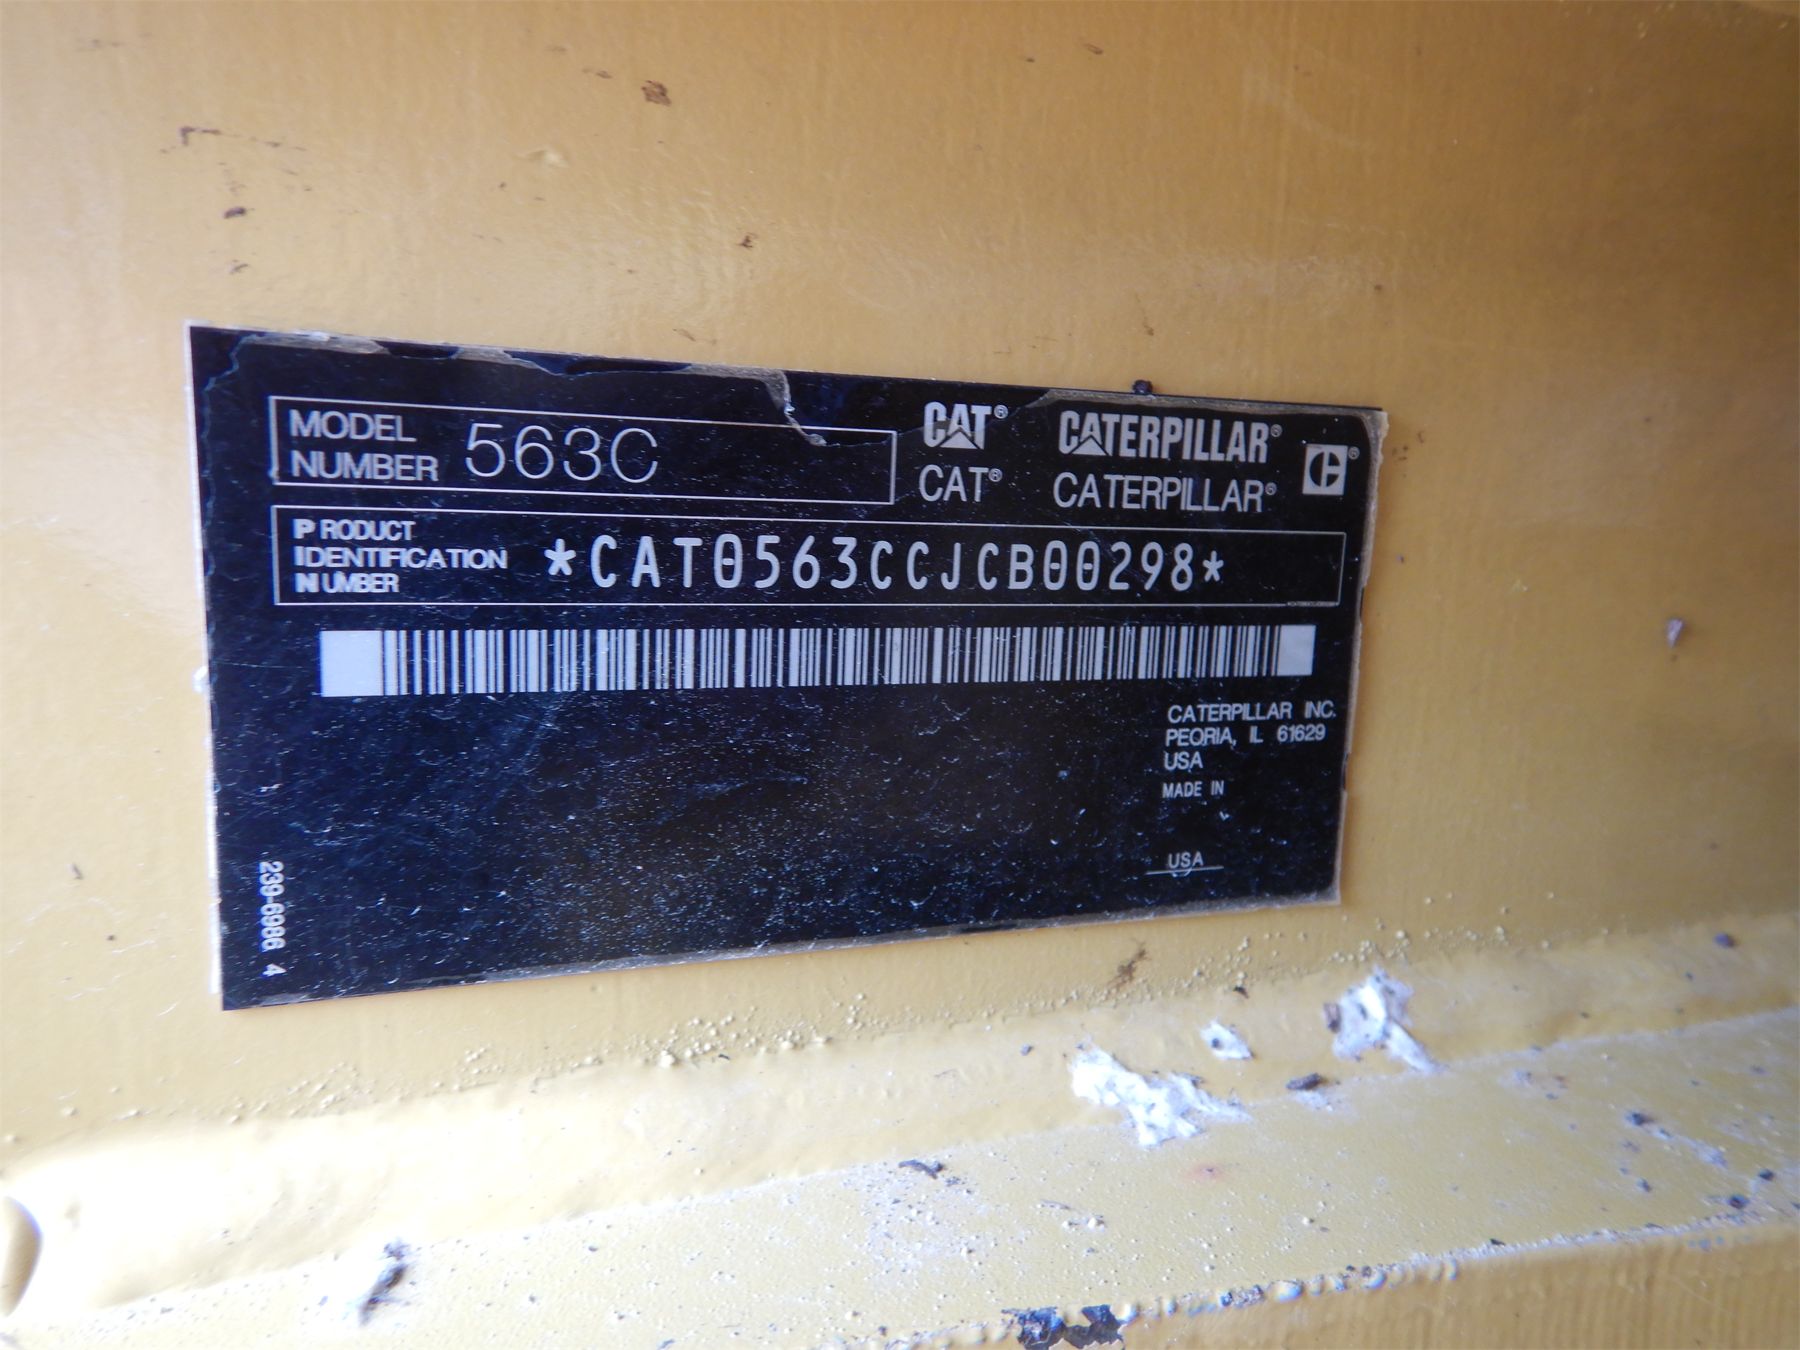 MODEL
NUMBER 563C
CAT® CATERPILLAR®
CAT® CATERPILLAR®
PRODUCT
IDENTIFICATION
NUMBER
*CAT0563CCJCB00298*
CATERPILLAR INC.
PEORIA, IL 61629
USA
MADE IN
USA
239-6986 4